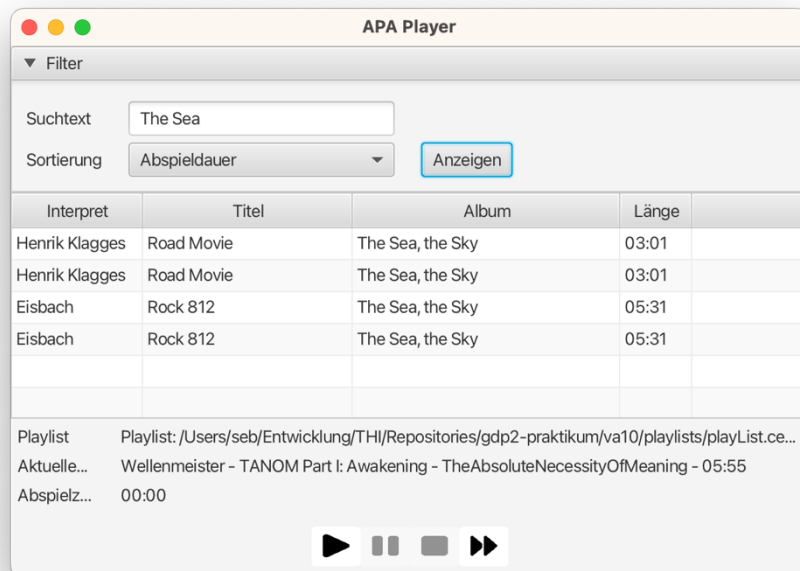 APA Player
Filter
Suchtext The Sea
Sortierung Abspieldauer Anzeigen
Interpret Titel Album Länge
Henrik Klagges Road Movie The Sea, the Sky 03:01
Henrik Klagges Road Movie The Sea, the Sky 03:01
Eisbach Rock 812 The Sea, the Sky 05:31
Eisbach Rock 812 The Sea, the Sky 05:31
Playlist Playlist: /Users/seb/Entwicklung/THI/Repositories/gdp2-praktikum/va10/playlists/playList.ce...
Aktuelle... Wellenmeister - TANOM Part I: Awakening - TheAbsoluteNecessityOfMeaning - 05:55
Abspielz... 00:00